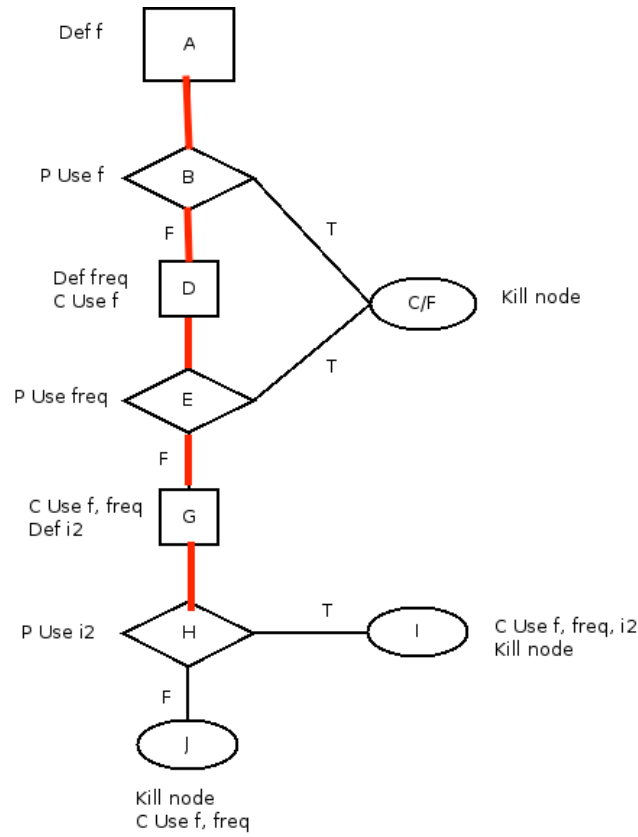 Def f
A
P Use f
B
T
F
Def freq
C Use f
D
C/F
Kill node
T
P Use freq
E
F
C Use f, freq
Def i2
G
P Use i2
H
T
I
C Use f, freq, i2
Kill node
F
J
Kill node
C Use f, freq